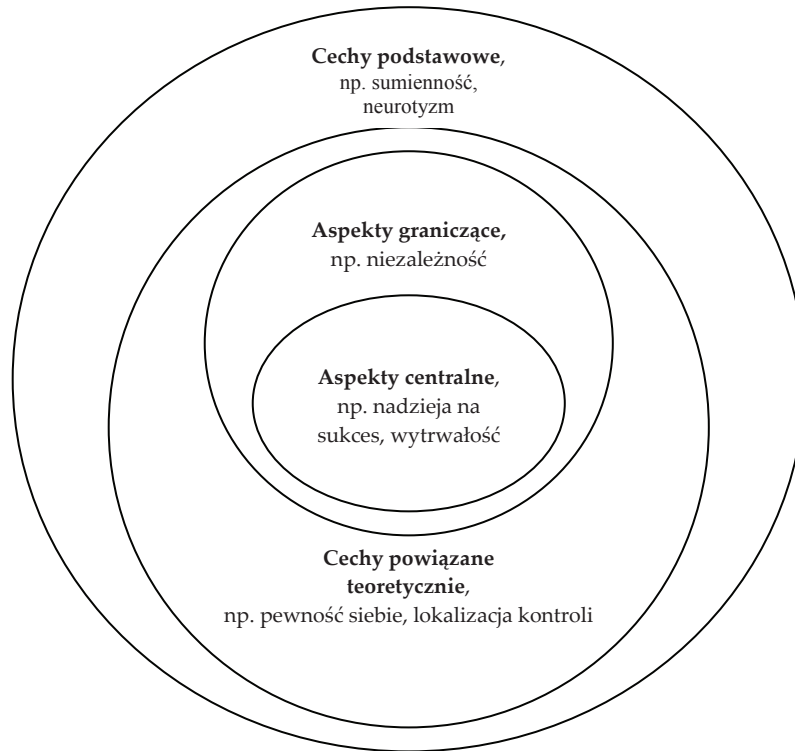 Cechy podstawowe,
np. sumienność,
neurotyzm
Aspekty graniczące,
np. niezależność
Aspekty centralne,
np. nadzieja na
sukces, wytrwałość
Cechy powiązane
teoretycznie,
np. pewność siebie, lokalizacja kontroli